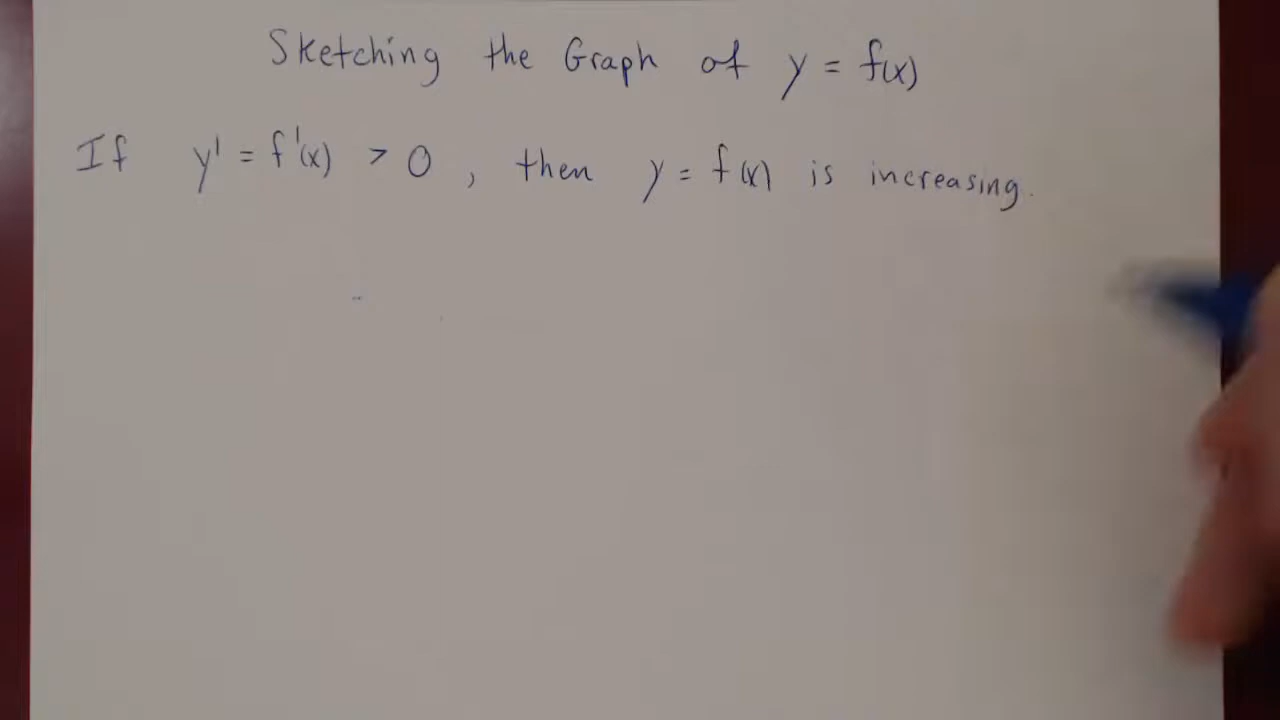 Sketching the Graph of y = f(x)
If y' = f'(x) > 0 , then y = f(x) is increasing.